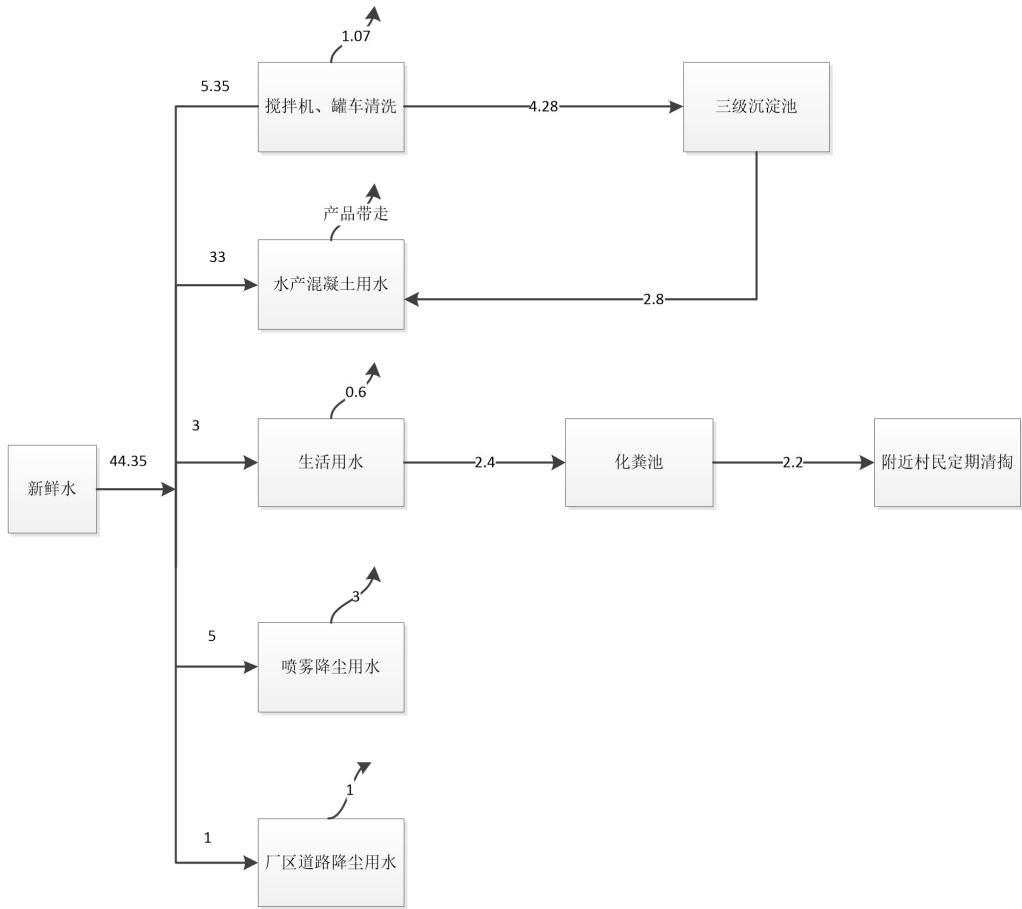 1.07
5.35
搅拌机、罐车清洗
4.28
三级沉淀池
产品带走
33
水产混凝土用水
2.8
0.6
3
44.35
新鲜水
生活用水
2.4
化粪池
2.2
附近村民定期清掏
3
5
喷雾降尘用水
1
1
厂区道路降尘用水